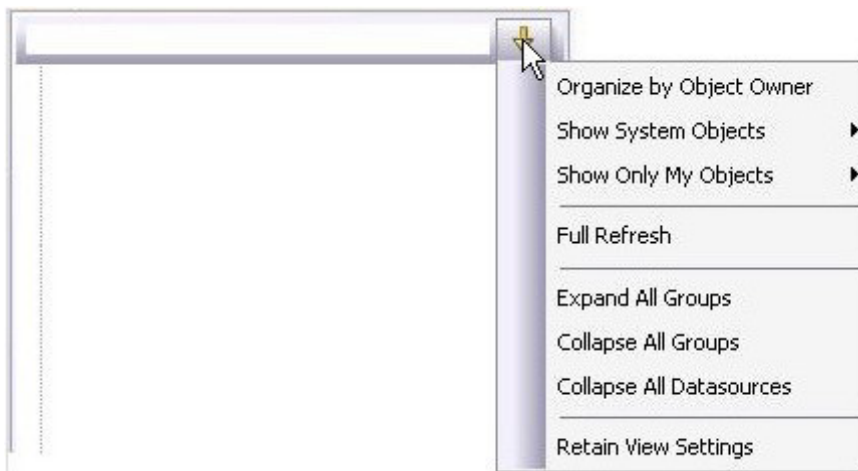 Organize by Object Owner
Show System Objects
Show Only My Objects
Full Refresh
Expand All Groups
Collapse All Groups
Collapse All Datasources
Retain View Settings